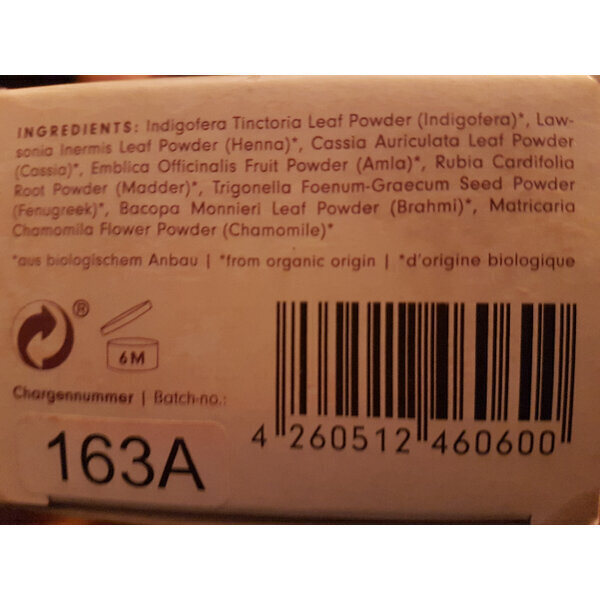 INGREDIENTS: Indigofera Tinctoria Leaf Powder (Indigofera)*, Law-
sonia Inermis Leaf Powder (Henna)*, Cassia Auriculata Leaf Powder
(Cassia)*, Emblica Officinalis Fruit Powder (Amla)*, Rubia Cardifolia
Root Powder (Madder)*, Trigonella Foenum-Graecum Seed Powder
(Fenugreek)*, Bacopa Monnieri Leaf Powder (Brahmi)*, Matricaria
Chamomila Flower Powder (Chamomile)*
*aus biologischem Anbau | *from organic origin | *d'origine biologique
®
6M
Chargennummer | Batch-no.:
163A
4 260512 460600